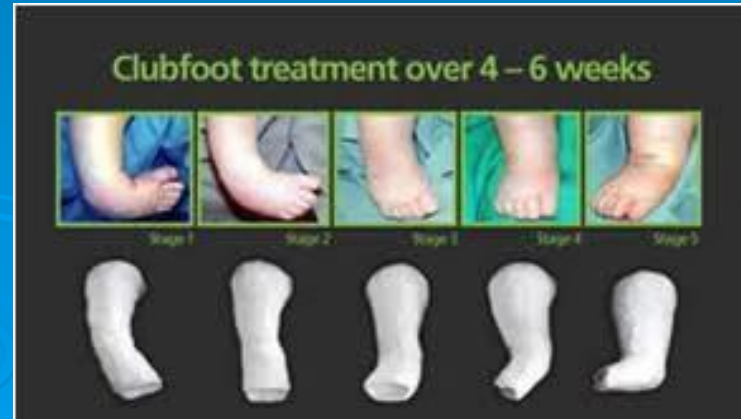 Clubfoot treatment over 4 – 6 weeks
Stage 1 Stage 2 Stage 3 Stage 4 Stage 5